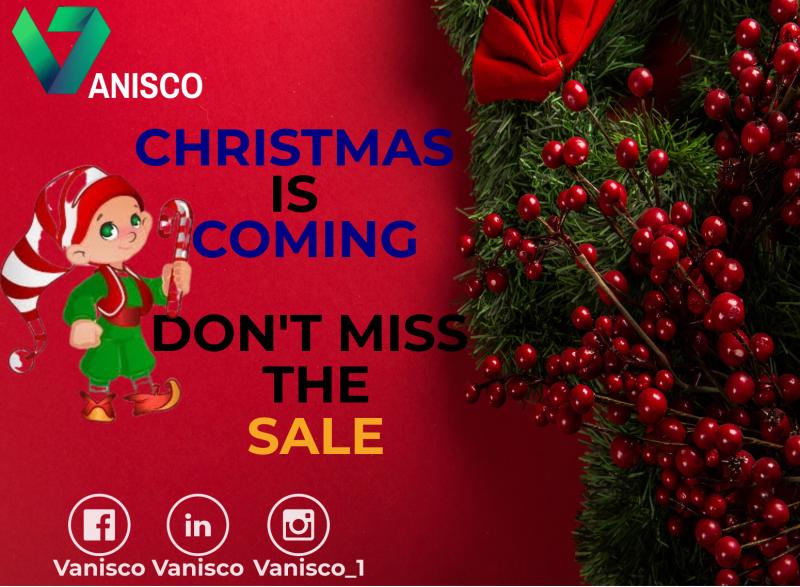 VANISCO
CHRISTMAS
IS
COMING
DON'T MISS
THE
SALE
Vanisco Vanisco Vanisco_1